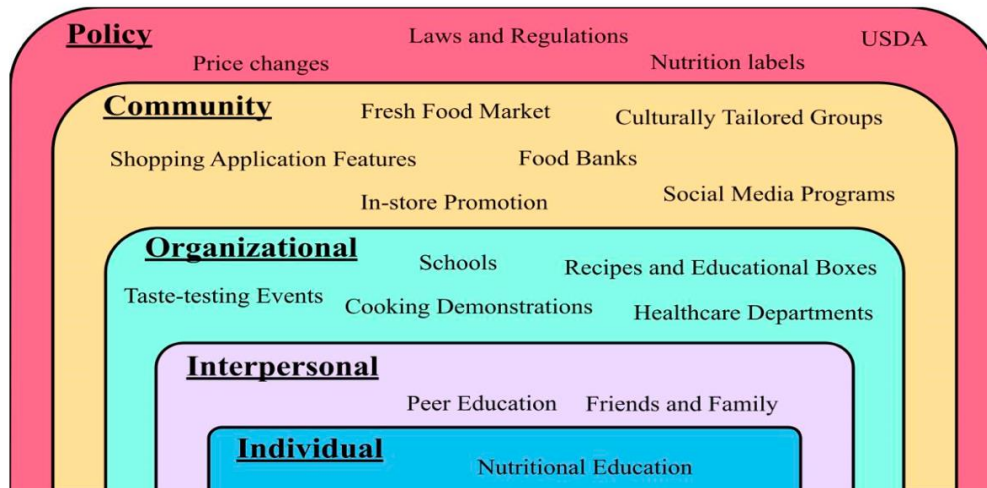 Policy
Laws and Regulations
USDA
Price changes
Nutrition labels
Community
Fresh Food Market
Culturally Tailored Groups
Shopping Application Features
Food Banks
In-store Promotion
Social Media Programs
Organizational
Schools
Recipes and Educational Boxes
Taste-testing Events
Cooking Demonstrations
Healthcare Departments
Interpersonal
Peer Education
Friends and Family
Individual
Nutritional Education